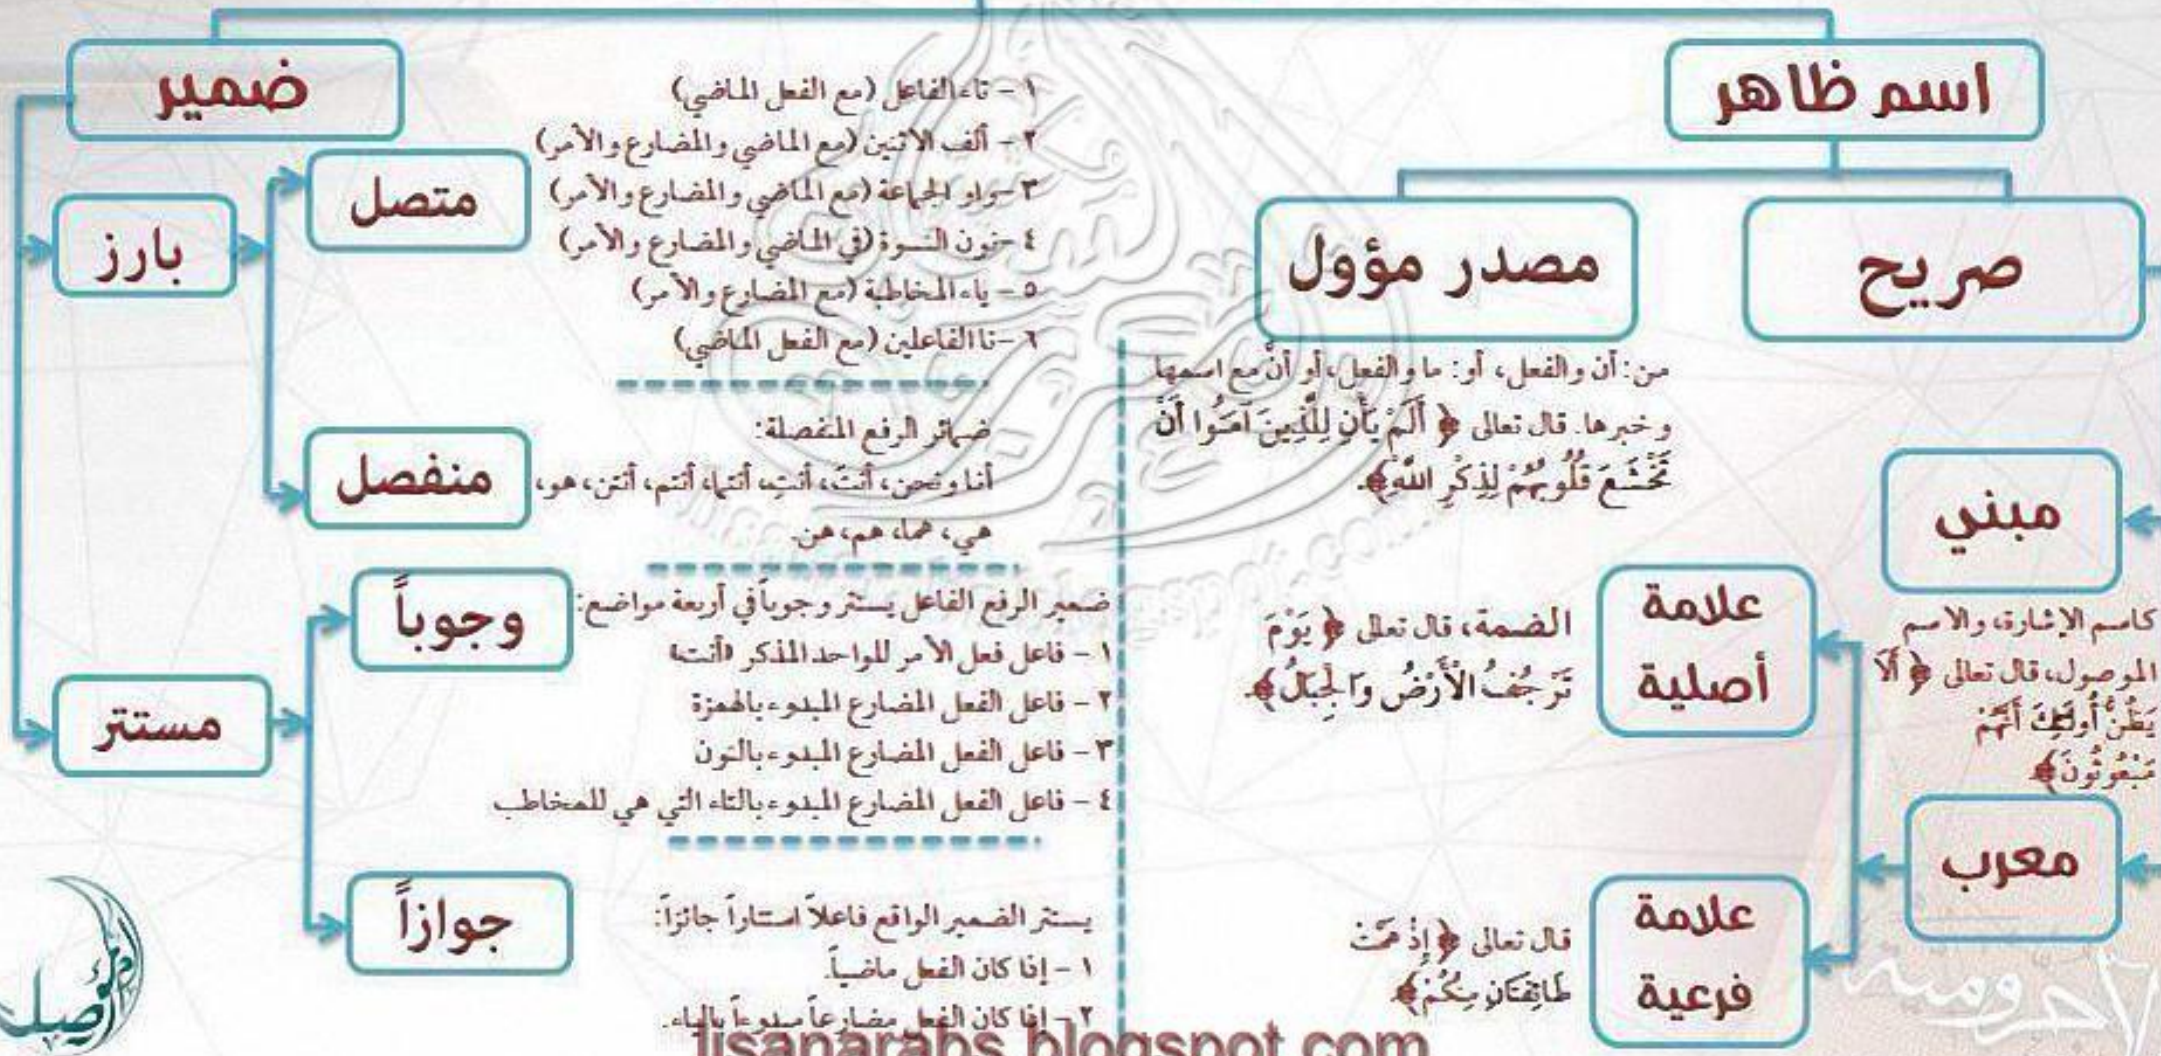 اسم ظاهر
صريح
مبني
كاسم الإشارة، والاسم
الموصول، قال تعالى ﴿ أَلَا
يَظُنُّ أُولَئِكَ أَنَّهُمْ
مَبْعُوثُونَ﴾
معرب
علامة
أصلية
الضمة، قال تعالى ﴿ يَوْمَ
تَرْجُفُ الْأَرْضُ وَالْجِبَالُ﴾.
علامة
فرعية
قال تعالى ﴿ إِذْ هَمَّتْ
طَائِفَتَانِ مِنْكُمْ﴾
مصدر مؤول
من: أن والفعل، أو: ما والفعل، أو أنَّ مع اسمها
وخبرها. قال تعالى ﴿ أَلَمْ يَأْنِ لِلَّذِينَ آمَنُوا أَنْ
تَخْشَعَ قُلُوبُهُمْ لِذِكْرِ اللَّهِ﴾.
ضمير
بارز
متصل
١ - تاء الفاعل (مع الفعل الماضي)
٢ - ألف الاثنين (مع الماضي والمضارع والأمر)
٣ - واو الجماعة (مع الماضي والمضارع والأمر)
٤ - نون النسوة (في الماضي والمضارع والأمر)
٥ - ياء المخاطبة (مع المضارع والأمر)
٦ - نا الفاعلين (مع الفعل الماضي)
منفصل
ضمائر الرفع المنفصلة:
أنا ونحن، أنتَ، أنتِ، أنتما، أنتم، أنتن، هو،
هي، هما، هم، هن.
مستتر
وجوباً
ضمير الرفع الفاعل يستتر وجوباً في أربعة مواضع:
١ - فاعل فعل الأمر للواحد المذكر «أنت»
٢ - فاعل الفعل المضارع المبدوء بالهمزة
٣ - فاعل الفعل المضارع المبدوء بالنون
٤ - فاعل الفعل المضارع المبدوء بالتاء التي هي للمخاطب
جوازاً
يستتر الضمير الواقع فاعلاً استتاراً جائزاً:
١ - إذا كان الفعل ماضياً.
٢ - إذا كان الفعل مضارعاً مبدوءاً بالياء.
lisanarabs.blogspot.com